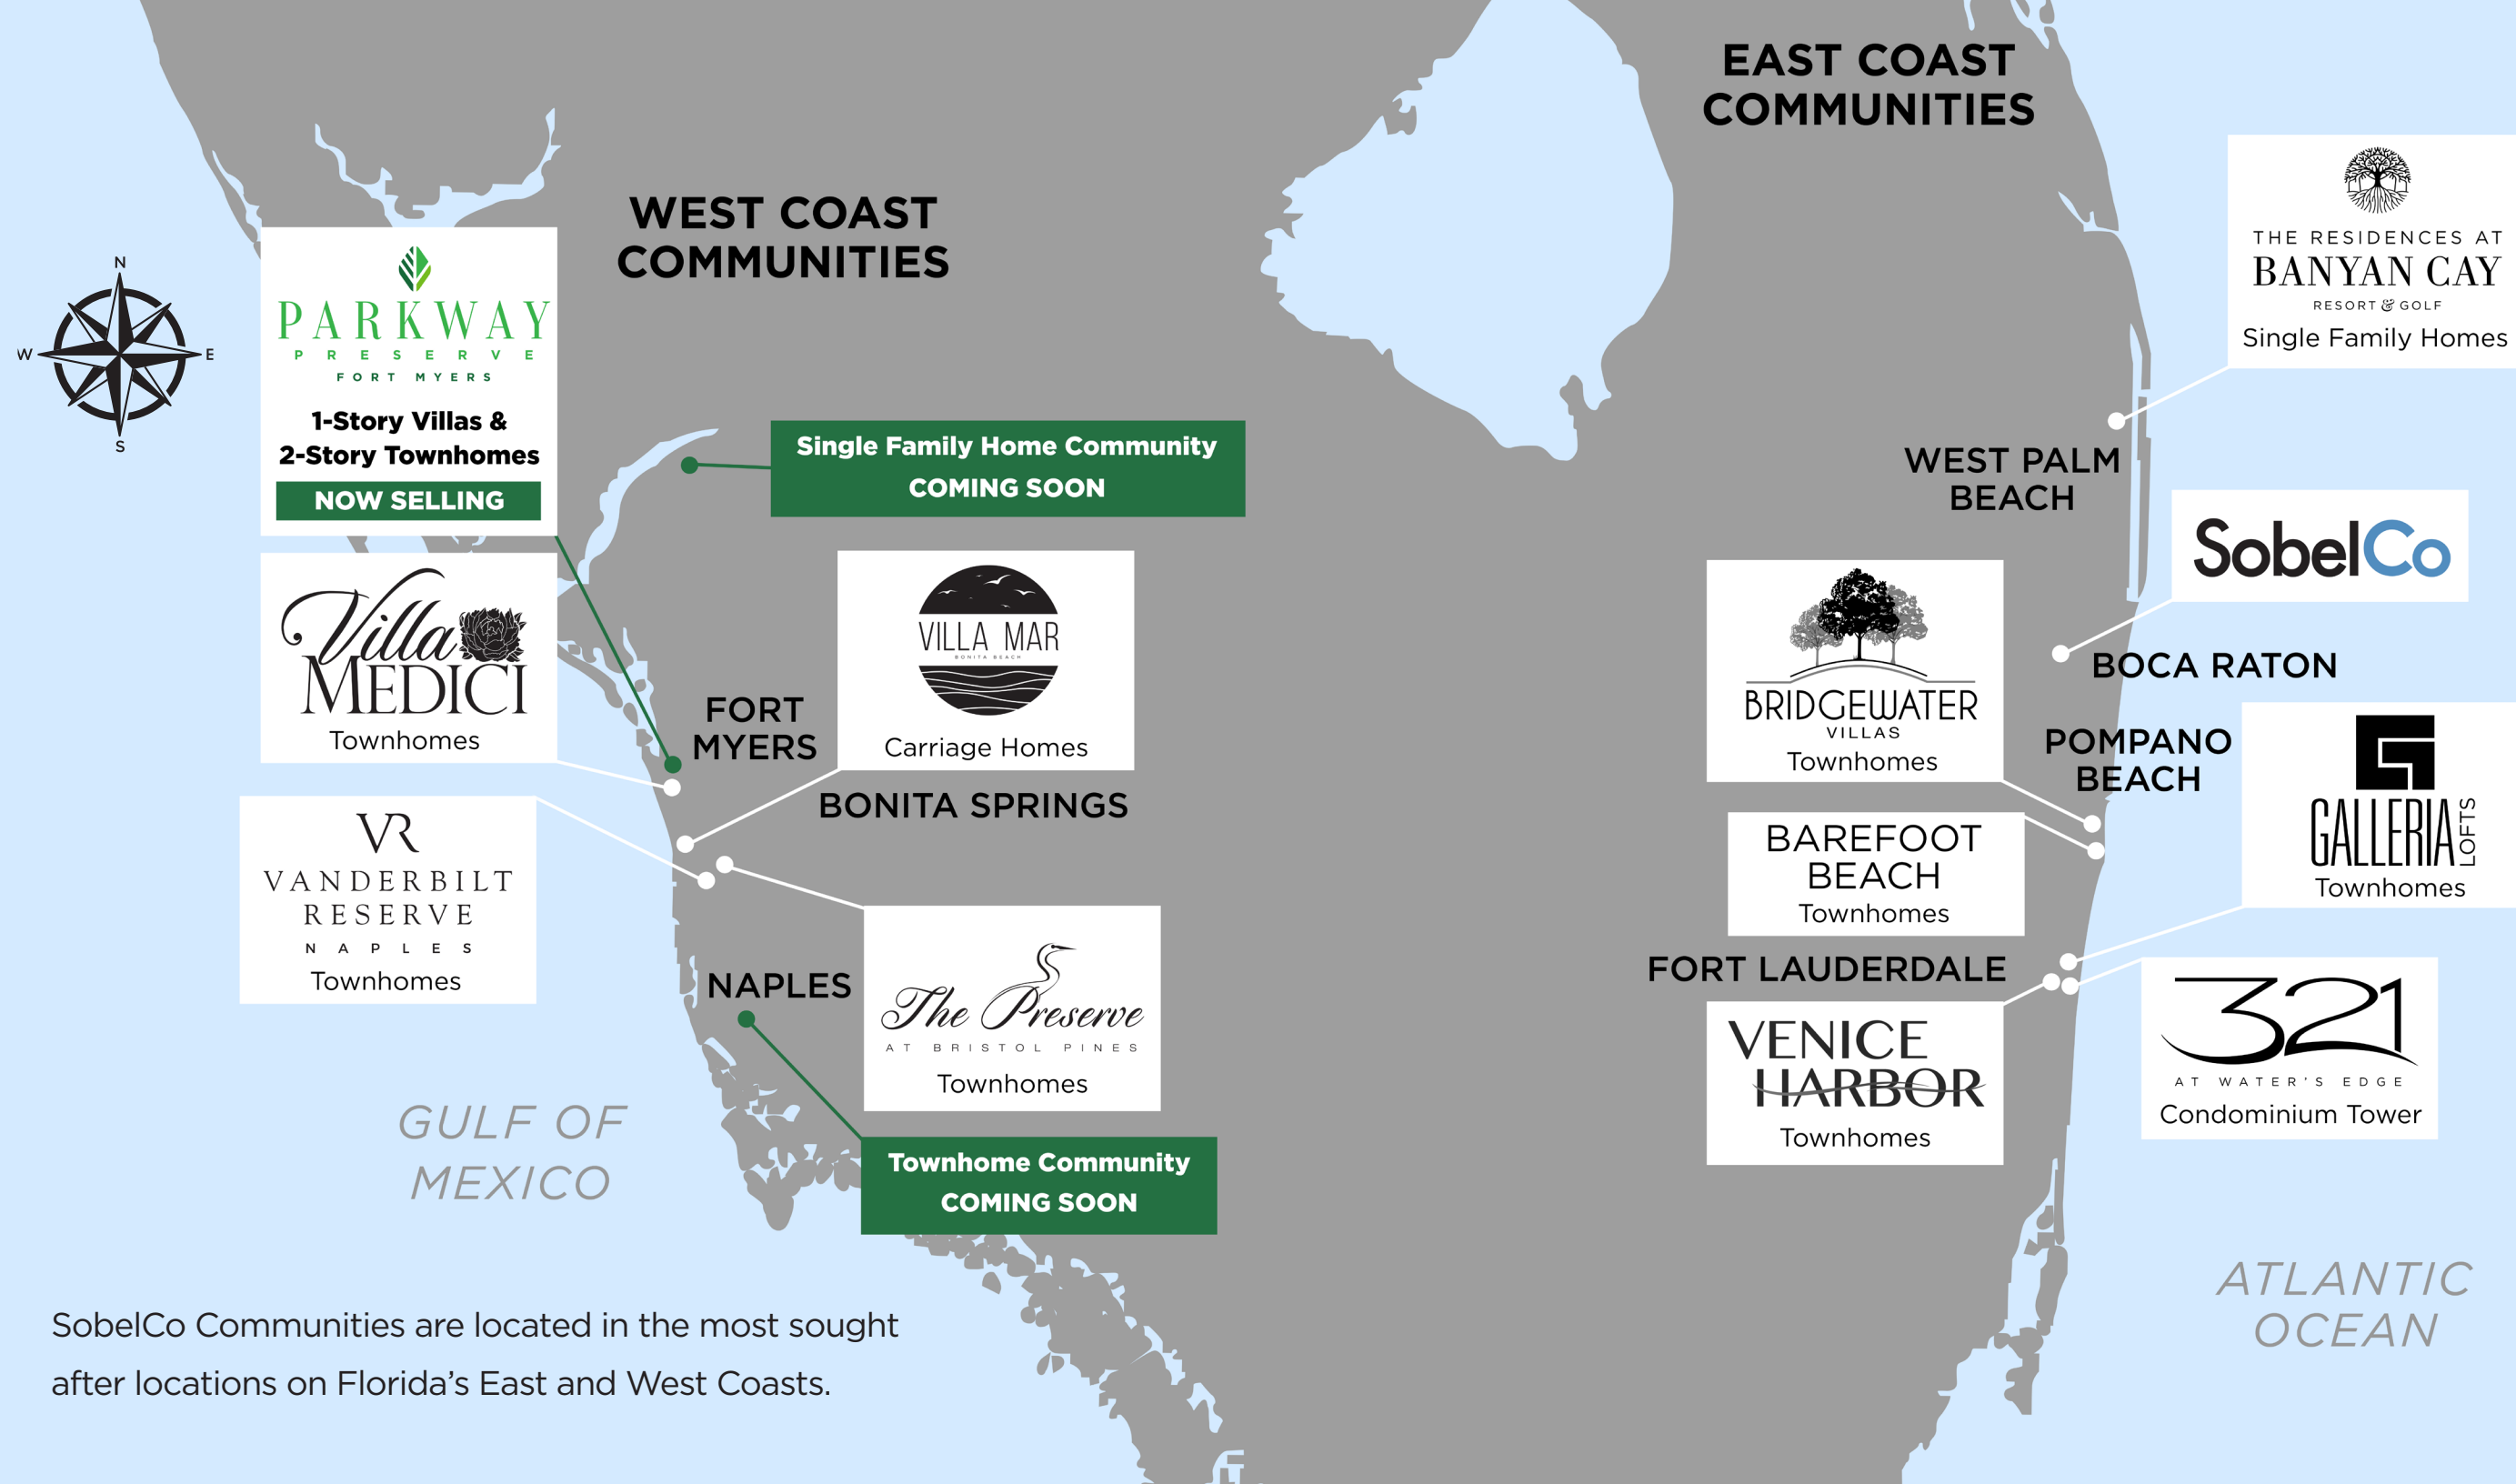 EAST COAST
COMMUNITIES
WEST COAST
COMMUNITIES
N
W
E
S
PARKWAY
PRESERVE
FORT MYERS
1-Story Villas &
2-Story Townhomes
NOW SELLING
Single Family Home Community
COMING SOON
Villa
MEDICI
Townhomes
VILLA MAR
BONITA BEACH
Carriage Homes
FORT
MYERS
BONITA SPRINGS
VR
VANDERBILT
RESERVE
NAPLES
Townhomes
NAPLES
The Preserve
AT BRISTOL PINES
Townhomes
Townhome Community
COMING SOON
GULF OF
MEXICO
SobelCo Communities are located in the most sought
after locations on Florida's East and West Coasts.
THE RESIDENCES AT
BANYAN CAY
RESORT & GOLF
Single Family Homes
WEST PALM
BEACH
SobelCo
BOCA RATON
BRIDGEWATER
VILLAS
Townhomes
POMPANO
BEACH
GALLERIA
LOFTS
Townhomes
BAREFOOT
BEACH
Townhomes
FORT LAUDERDALE
VENICE
HARBOR
Townhomes
321
AT WATER'S EDGE
Condominium Tower
ATLANTIC
OCEAN